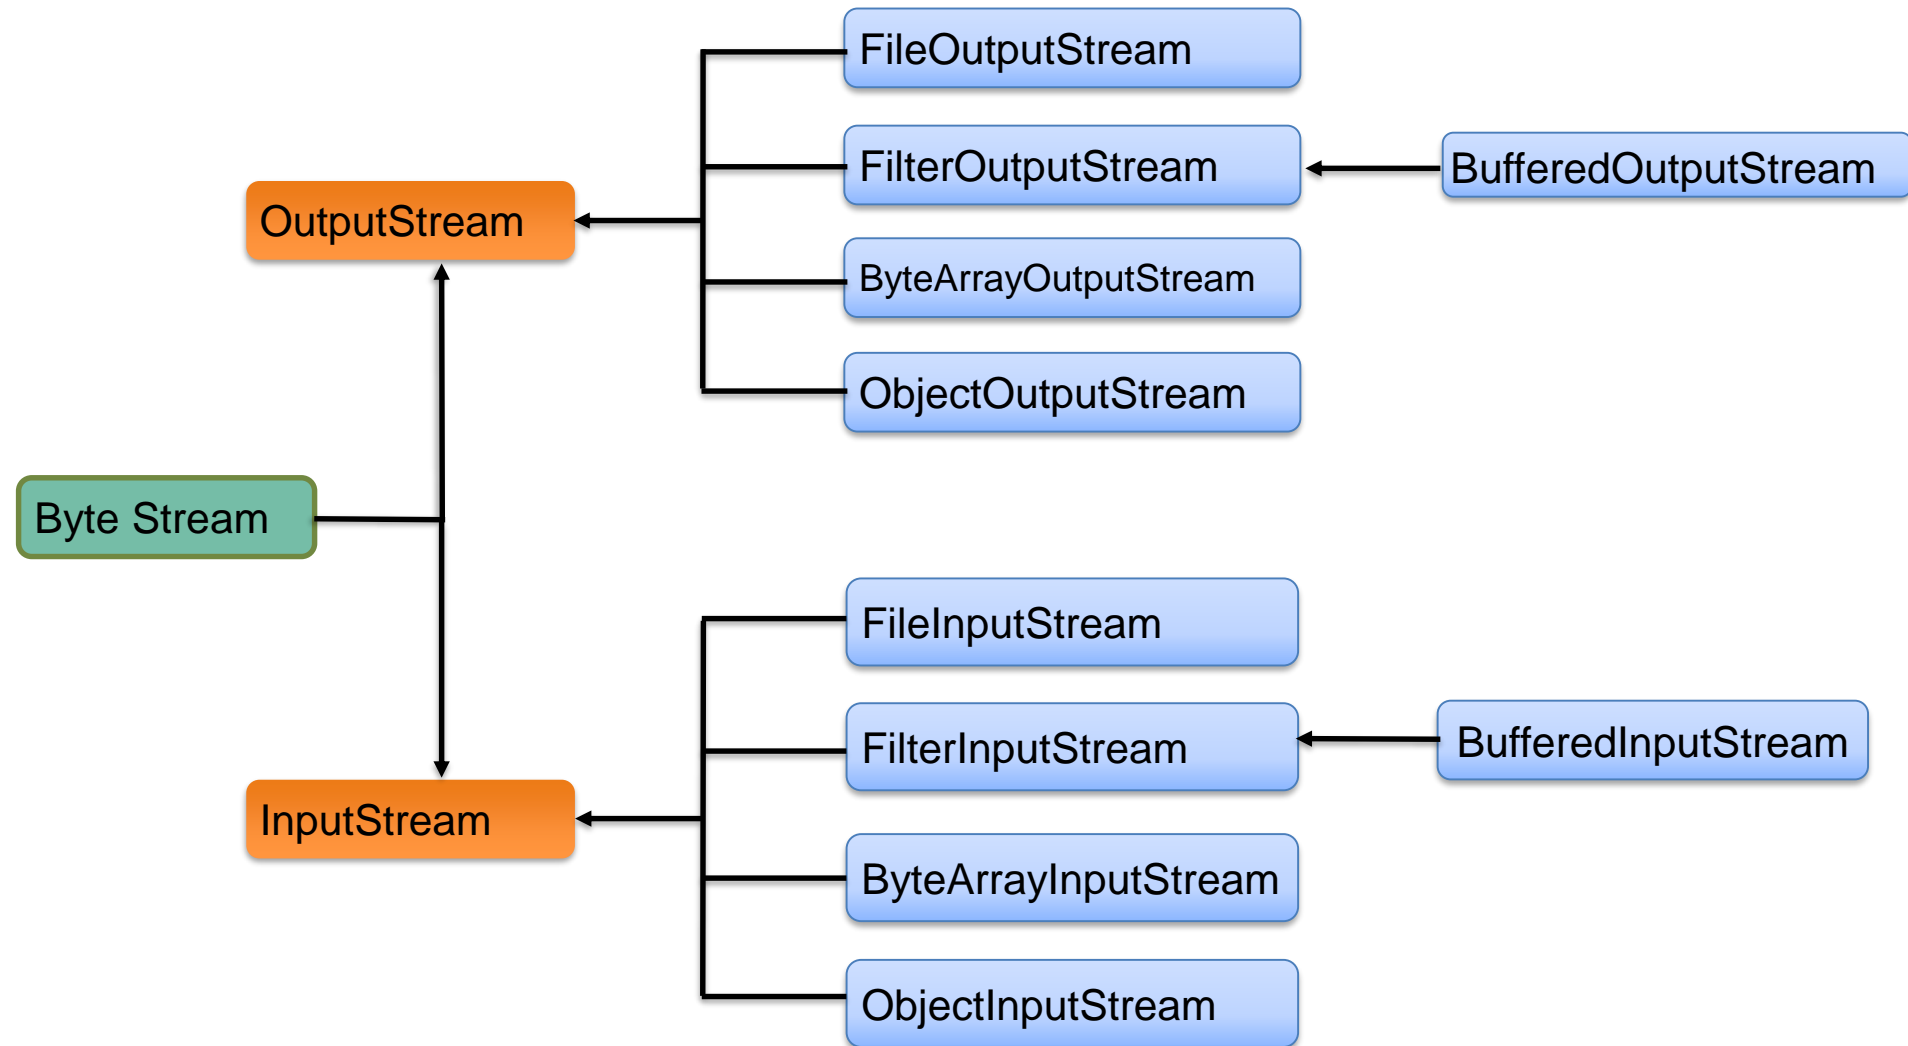 FileOutputStream
FilterOutputStream
BufferedOutputStream
OutputStream
ByteArrayOutputStream
ObjectOutputStream
Byte Stream
FileInputStream
FilterInputStream
BufferedInputStream
InputStream
ByteArrayInputStream
ObjectInputStream